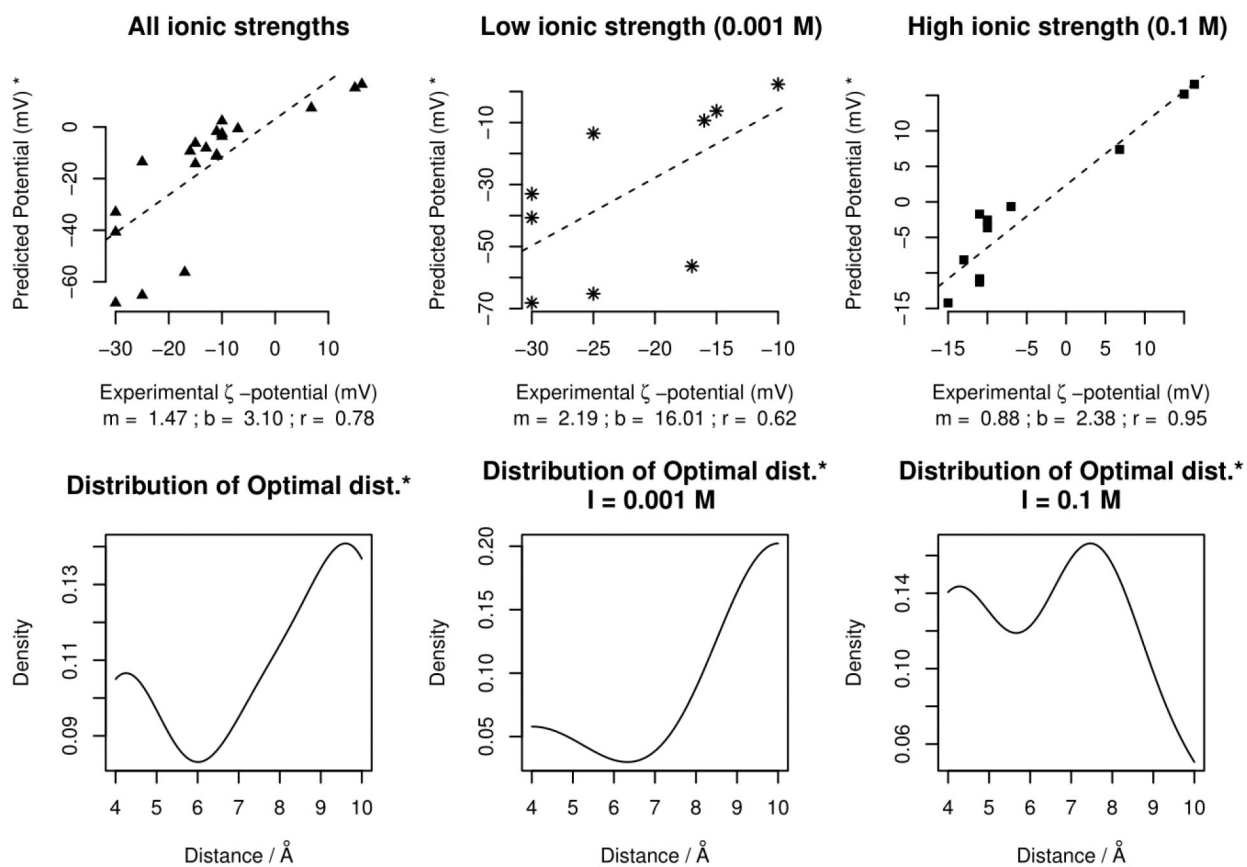 All ionic strengths
Predicted Potential (mV) *
0
−20
−40
−60
−30 −20 −10 0 10
Experimental ζ −potential (mV)
m = 1.47 ; b = 3.10 ; r = 0.78
Low ionic strength (0.001 M)
Predicted Potential (mV) *
−10
−30
−50
−70
−30 −25 −20 −15 −10
Experimental ζ −potential (mV)
m = 2.19 ; b = 16.01 ; r = 0.62
High ionic strength (0.1 M)
Predicted Potential (mV) *
10
5
0
−5
−15
−15 −5 0 5 10
Experimental ζ −potential (mV)
m = 0.88 ; b = 2.38 ; r = 0.95
Distribution of Optimal dist.*
Density
0.13
0.11
0.09
4 5 6 7 8 9 10
Distance / Å
Distribution of Optimal dist.*
I = 0.001 M
Density
0.20
0.15
0.10
0.05
4 5 6 7 8 9 10
Distance / Å
Distribution of Optimal dist.*
I = 0.1 M
Density
0.14
0.10
0.06
4 5 6 7 8 9 10
Distance / Å